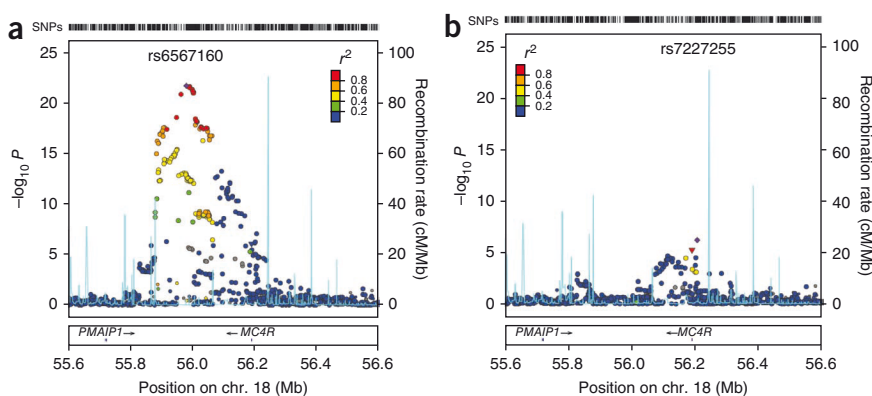 a
SNPs
rs6567160
r²
0.8
0.6
0.4
0.2
25
20
15
10
5
0
–log₁₀ P
100
80
60
40
20
0
Recombination rate (cM/Mb)
PMAIP1
MC4R
55.6 55.8 56.0 56.2 56.4 56.6
Position on chr. 18 (Mb)
b
SNPs
rs7227255
r²
0.8
0.6
0.4
0.2
25
20
15
10
5
0
–log₁₀ P
100
80
60
40
20
0
Recombination rate (cM/Mb)
PMAIP1
MC4R
55.6 55.8 56.0 56.2 56.4 56.6
Position on chr. 18 (Mb)